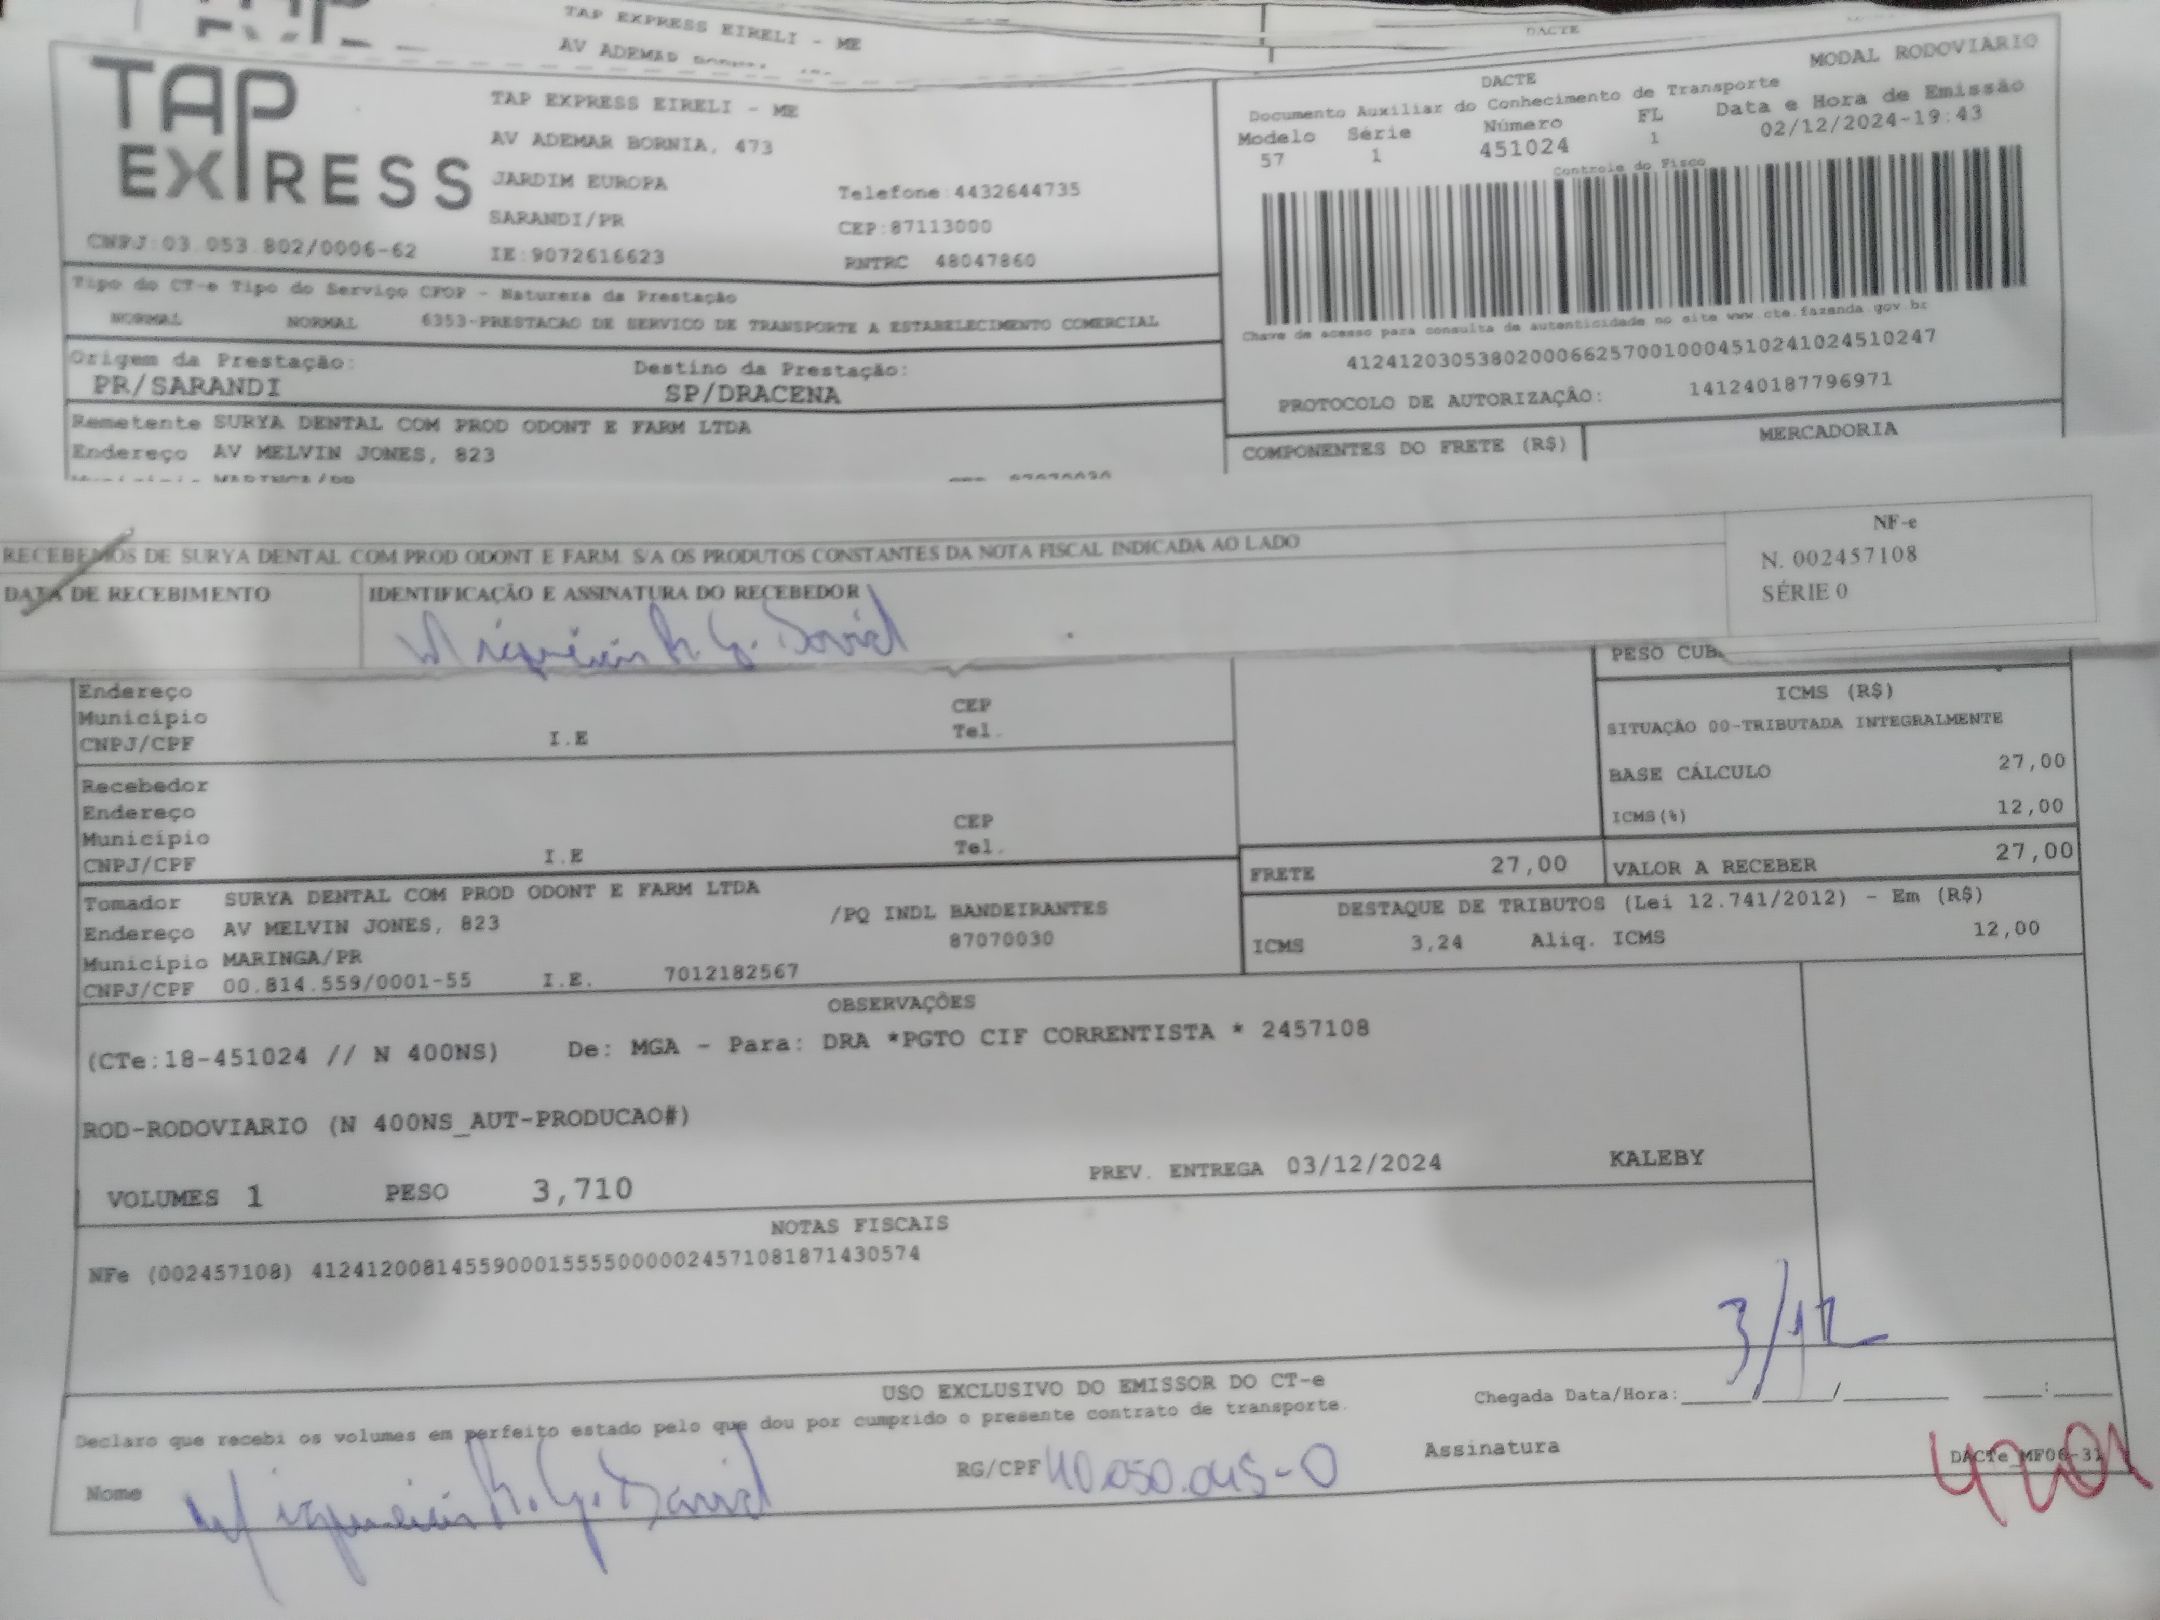 TAP EXPRESS EIRELI - ME
DACTE
AV ADEMAR
MODAL RODOVIARIO
TAP EXPRESS
TAP EXPRESS EIRELI - ME
AV ADEMAR BORNIA, 473
JARDIM EUROPA
Telefone:4432644735
SARANDI/PR
CEP:87113000
CNPJ:03.053.802/0006-62
IE:9072616623
RNTRC 48047860
DACTE
Documento Auxiliar do Conhecimento de Transporte
Modelo Série Número FL Data e Hora de Emissão
57 1 451024 1 02/12/2024-19:43
Controle do Fisco
Chave de acesso para consulta de autenticidade no site www.cte.fazenda.gov.br
41241203053802000662570010004510241024510247
PROTOCOLO DE AUTORIZAÇÃO: 141240187796971
Tipo do CT-e Tipo do Serviço CFOP - Natureza da Prestação
NORMAL NORMAL 6353-PRESTACAO DE SERVICO DE TRANSPORTE A ESTABELECIMENTO COMERCIAL
Origem da Prestação: Destino da Prestação:
PR/SARANDI SP/DRACENA
Remetente SURYA DENTAL COM PROD ODONT E FARM LTDA
Endereço AV MELVIN JONES, 823
Município MARINGA/PR 87070030
COMPONENTES DO FRETE (R$) MERCADORIA
RECEBEMOS DE SURYA DENTAL COM PROD ODONT E FARM S/A OS PRODUTOS CONSTANTES DA NOTA FISCAL INDICADA AO LADO
DATA DE RECEBIMENTO IDENTIFICAÇÃO E ASSINATURA DO RECEBEDOR
NF-e
N. 002457108
SÉRIE 0
R. G. David
Endereço
Município CEP
CNPJ/CPF I.E Tel.
Recebedor
Endereço
Município CEP
CNPJ/CPF I.E Tel.
PESO CUB
ICMS (R$)
SITUAÇÃO 00-TRIBUTADA INTEGRALMENTE
BASE CÁLCULO 27,00
ICMS(%) 12,00
FRETE 27,00 VALOR A RECEBER 27,00
Tomador SURYA DENTAL COM PROD ODONT E FARM LTDA
Endereço AV MELVIN JONES, 823 /PQ INDL BANDEIRANTES
Município MARINGA/PR 87070030
CNPJ/CPF 00.814.559/0001-55 I.E. 7012182567
DESTAQUE DE TRIBUTOS (Lei 12.741/2012) - Em (R$)
ICMS 3,24 Aliq. ICMS 12,00
OBSERVAÇÕES
(CTe:18-451024 // N 400NS) De: MGA - Para: DRA *PGTO CIF CORRENTISTA * 2457108
ROD-RODOVIARIO (N 400NS_AUT-PRODUCAO#)
VOLUMES 1 PESO 3,710 PREV. ENTREGA 03/12/2024 KALEBY
NOTAS FISCAIS
NFe (002457108) 41241200814559000155550000024571081871430574
3/12
USO EXCLUSIVO DO EMISSOR DO CT-e
Chegada Data/Hora:_____/_____/_____ ____:____
Declaro que recebi os volumes em perfeito estado pelo que dou por cumprido o presente contrato de transporte.
Nome R. G. David RG/CPF 40.050.045-0 Assinatura DACTe_MF06-31